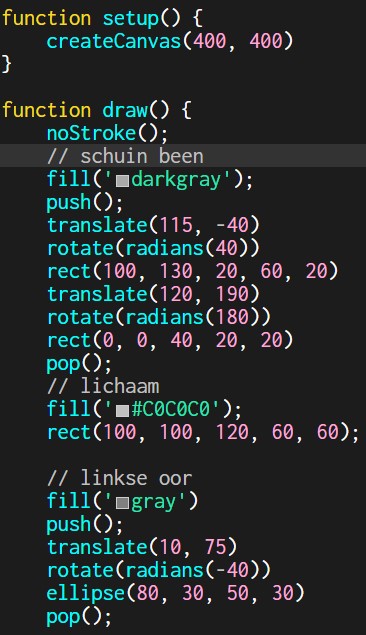 function setup() {
    createCanvas(400, 400)
}

function draw() {
    noStroke();
    // schuin been
    fill('darkgray');
    push();
    translate(115, -40)
    rotate(radians(40))
    rect(100, 130, 20, 60, 20)
    translate(120, 190)
    rotate(radians(180))
    rect(0, 0, 40, 20, 20)
    pop();
    // lichaam
    fill('#C0C0C0');
    rect(100, 100, 120, 60, 60);

    // linkse oor
    fill('gray')
    push();
    translate(10, 75)
    rotate(radians(-40))
    ellipse(80, 30, 50, 30)
    pop();